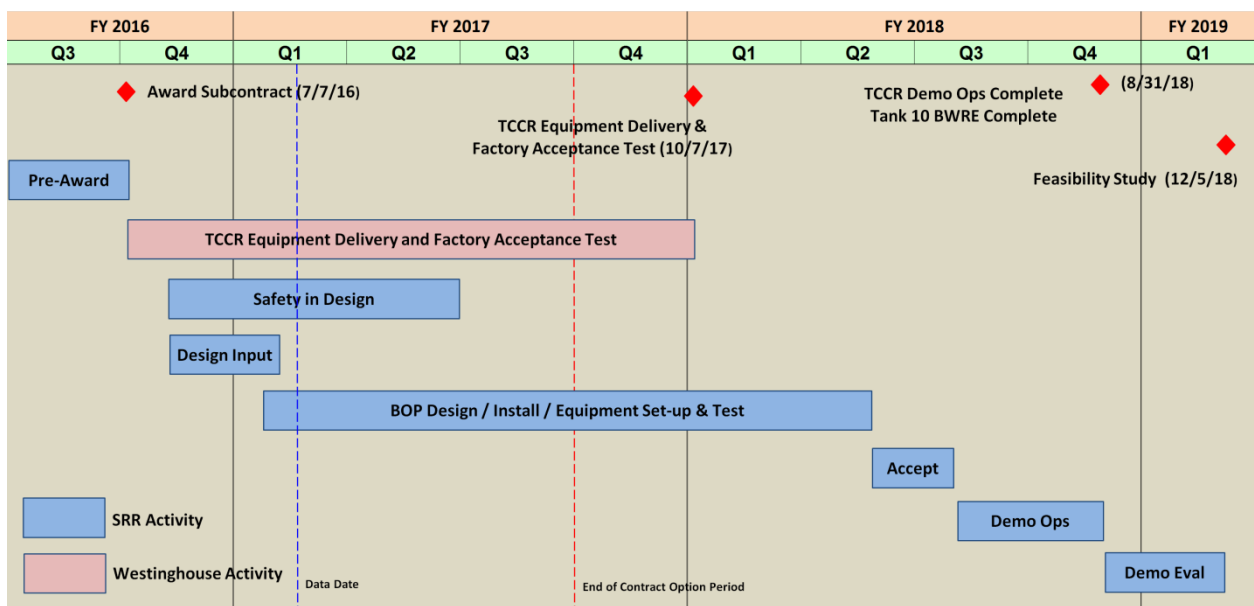 FY 2016 FY 2017 FY 2018 FY 2019
Q3 Q4 Q1 Q2 Q3 Q4 Q1 Q2 Q3 Q4 Q1
Award Subcontract (7/7/16)
TCCR Equipment Delivery &
Factory Acceptance Test (10/7/17)
TCCR Demo Ops Complete
Tank 10 BWRE Complete
(8/31/18)
Feasibility Study (12/5/18)
Pre-Award
TCCR Equipment Delivery and Factory Acceptance Test
Safety in Design
Design Input
BOP Design / Install / Equipment Set-up & Test
Accept
Demo Ops
Demo Eval
SRR Activity
Westinghouse Activity
Data Date
End of Contract Option Period